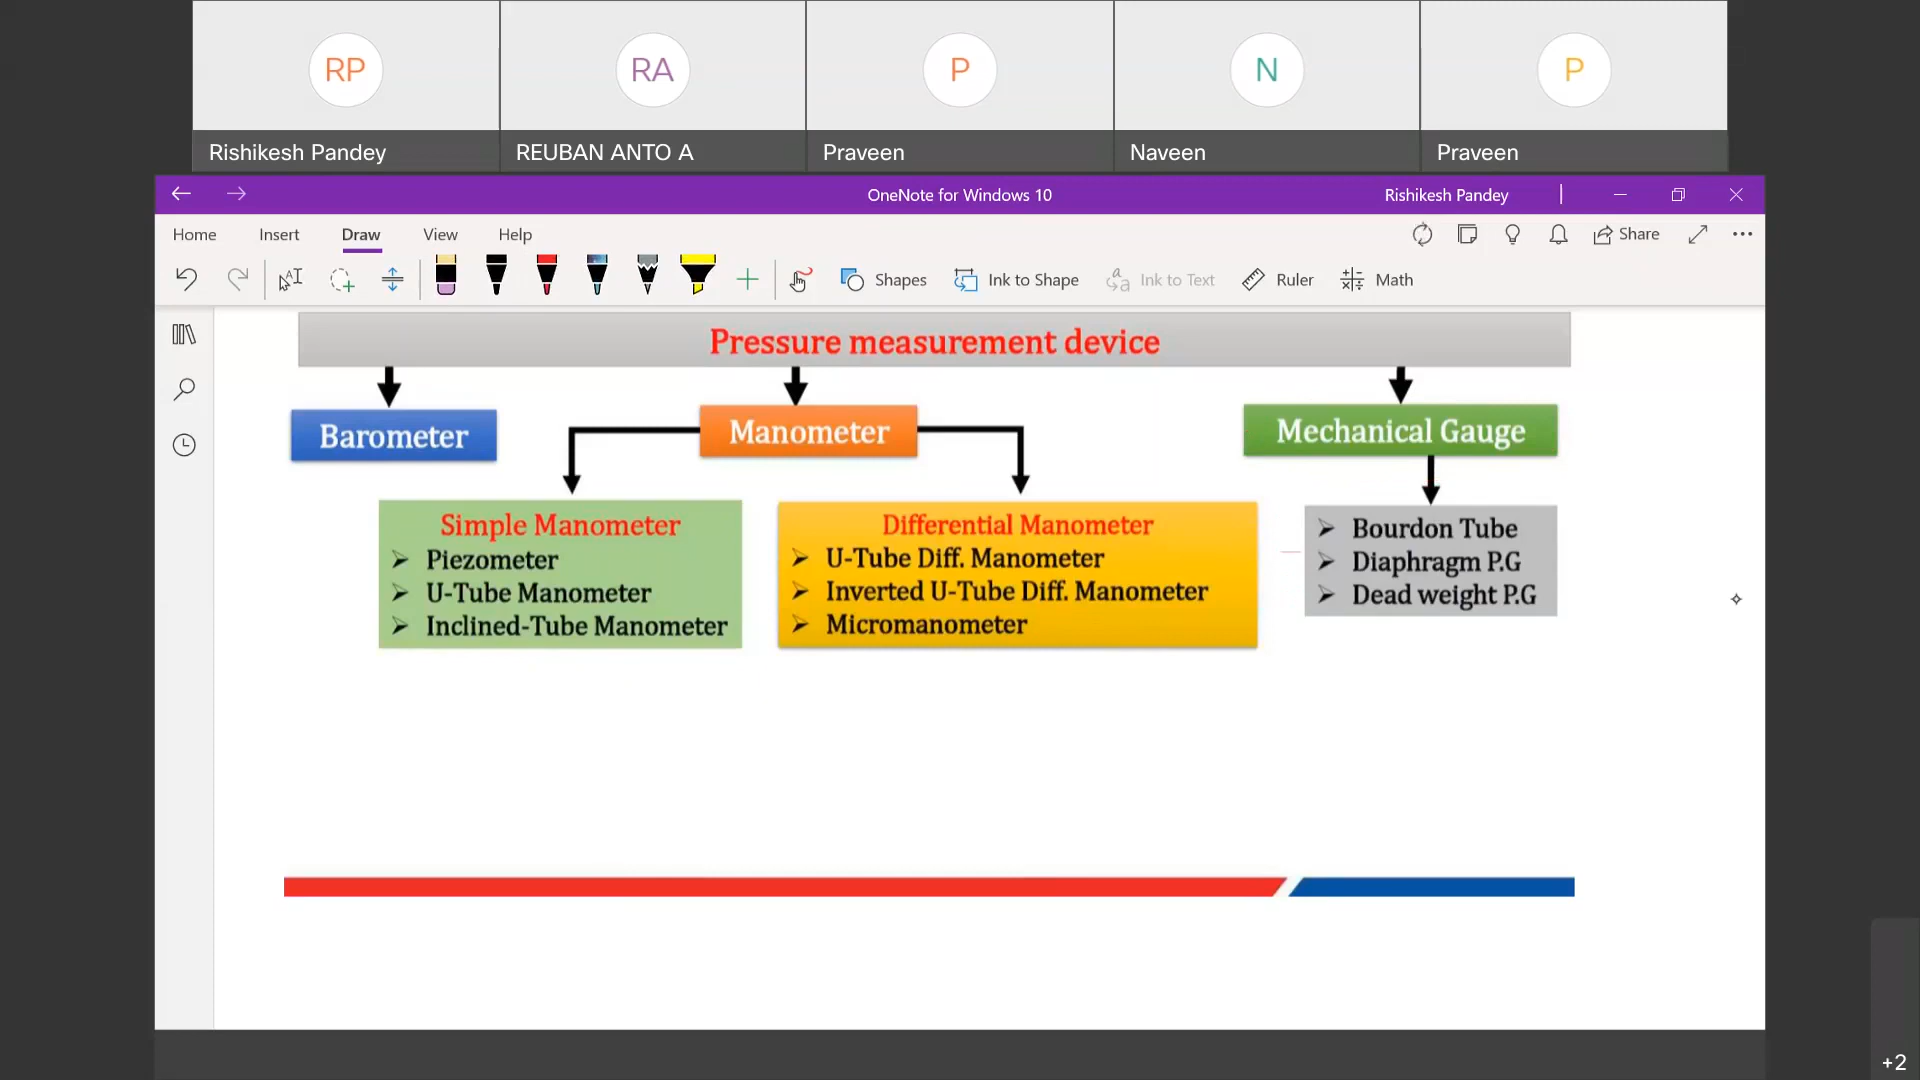 RP
RA
P
N
P
Rishikesh Pandey
REUBAN ANTO A
Praveen
Naveen
Praveen
OneNote for Windows 10
Rishikesh Pandey
Home
Insert
Draw
View
Help
Share
Shapes
Ink to Shape
Ink to Text
Ruler
Math
Pressure measurement device
Barometer
Manometer
Mechanical Gauge
Simple Manometer
➢ Piezometer
➢ U-Tube Manometer
➢ Inclined-Tube Manometer
Differential Manometer
➢ U-Tube Diff. Manometer
➢ Inverted U-Tube Diff. Manometer
➢ Micromanometer
➢ Bourdon Tube
➢ Diaphragm P.G
➢ Dead weight P.G
+2